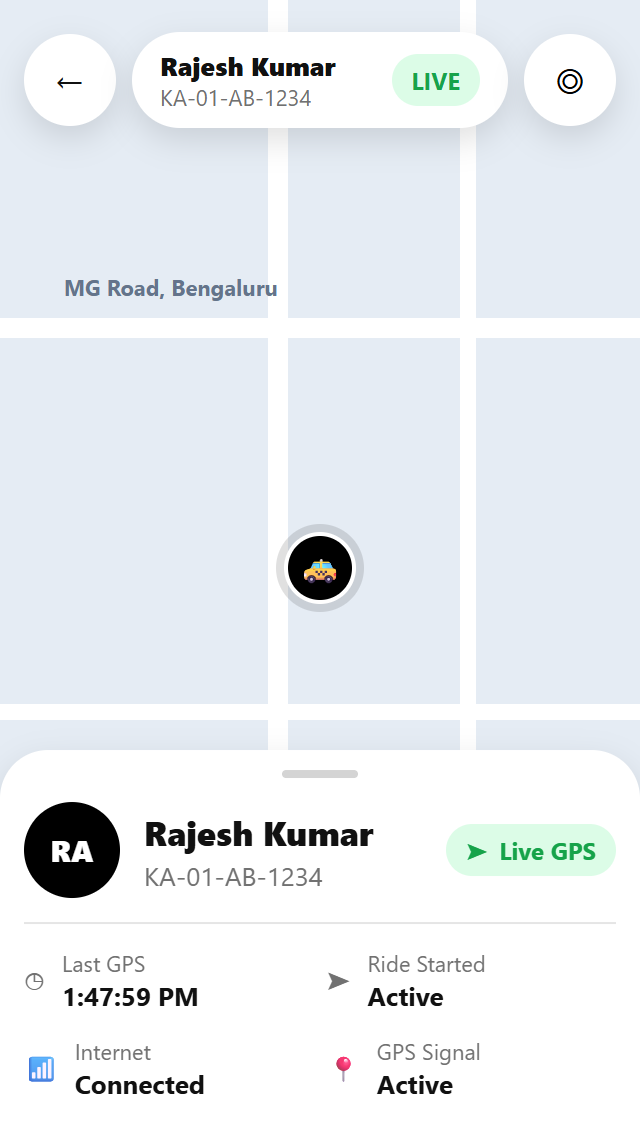 Rajesh Kumar
KA-01-AB-1234
LIVE
MG Road, Bengaluru
RA
Rajesh Kumar
KA-01-AB-1234
Live GPS
Last GPS
1:47:59 PM
Ride Started
Active
Internet
Connected
GPS Signal
Active